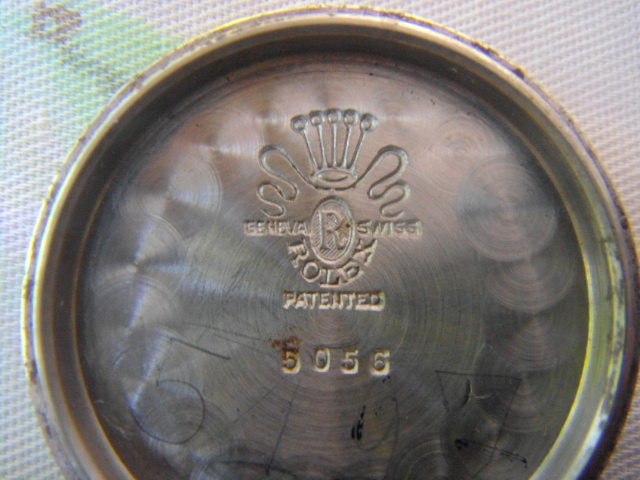 GENEVA R SWISS
ROLEX
PATENTED
5056